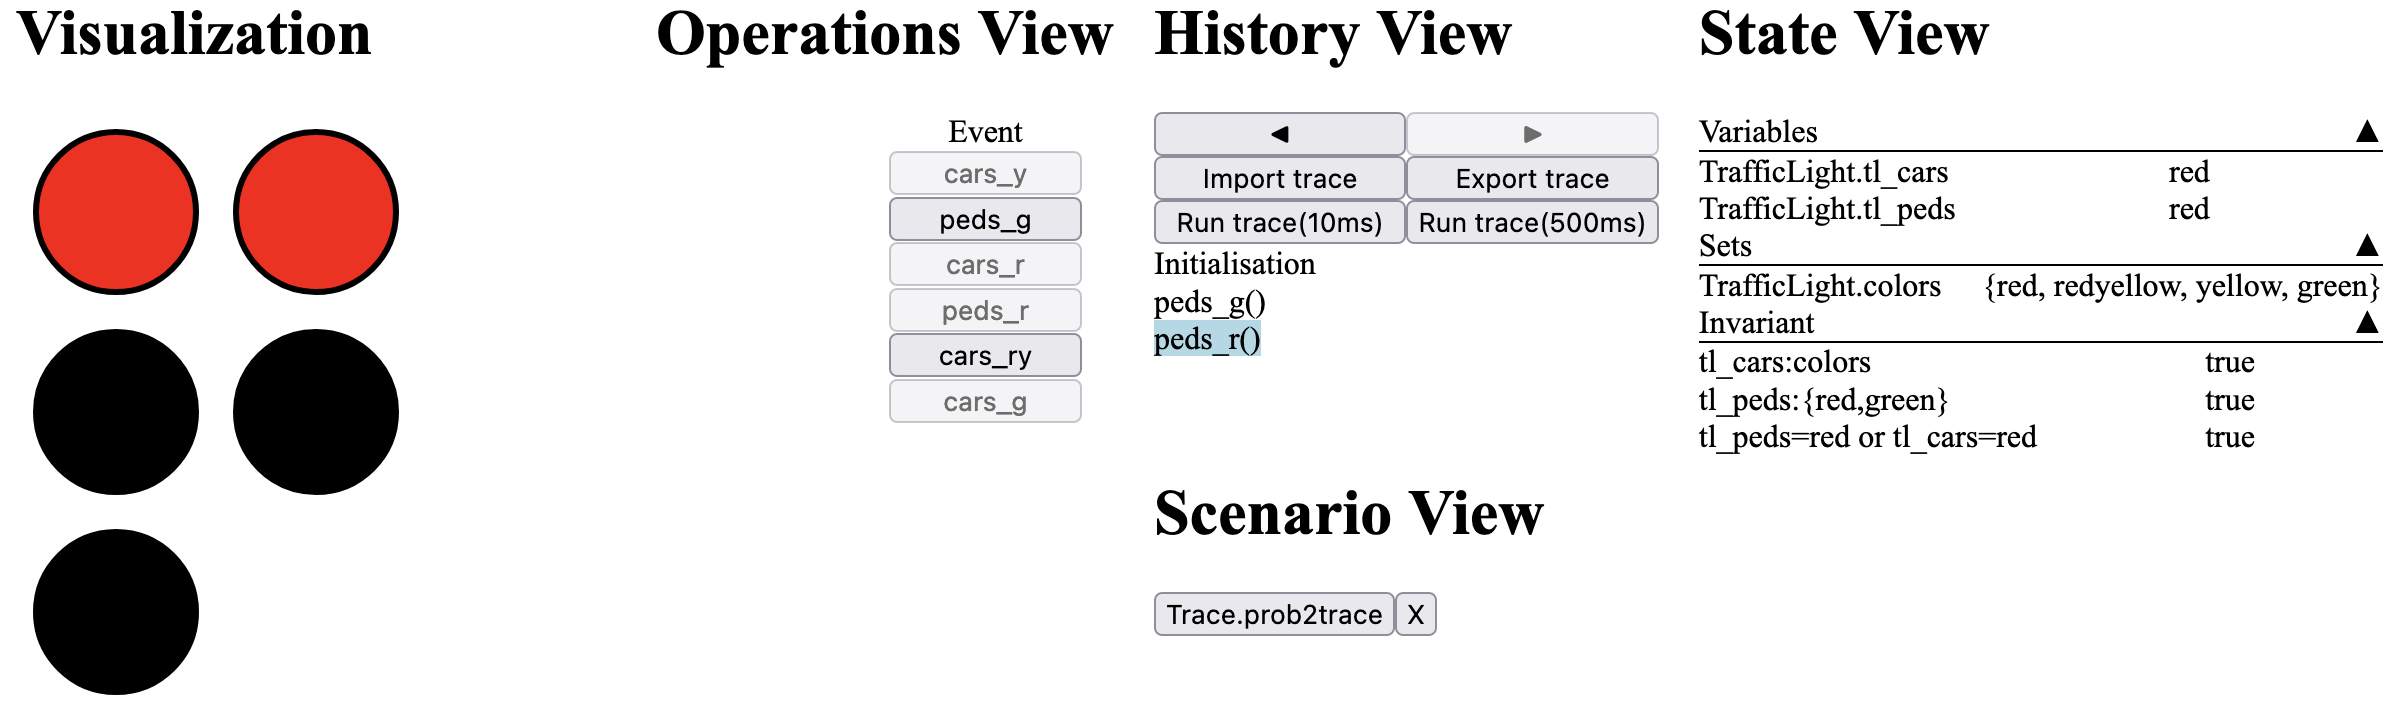 Visualization
Operations View
Event
cars_y
peds_g
cars_r
peds_r
cars_ry
cars_g
History View
◀ ▶
Import trace Export trace
Run trace(10ms) Run trace(500ms)
Initialisation
peds_g()
peds_r()
Scenario View
Trace.prob2trace X
State View
Variables ▲
TrafficLight.tl_cars red
TrafficLight.tl_peds red
Sets ▲
TrafficLight.colors {red, redyellow, yellow, green}
Invariant ▲
tl_cars:colors true
tl_peds:{red,green} true
tl_peds=red or tl_cars=red true